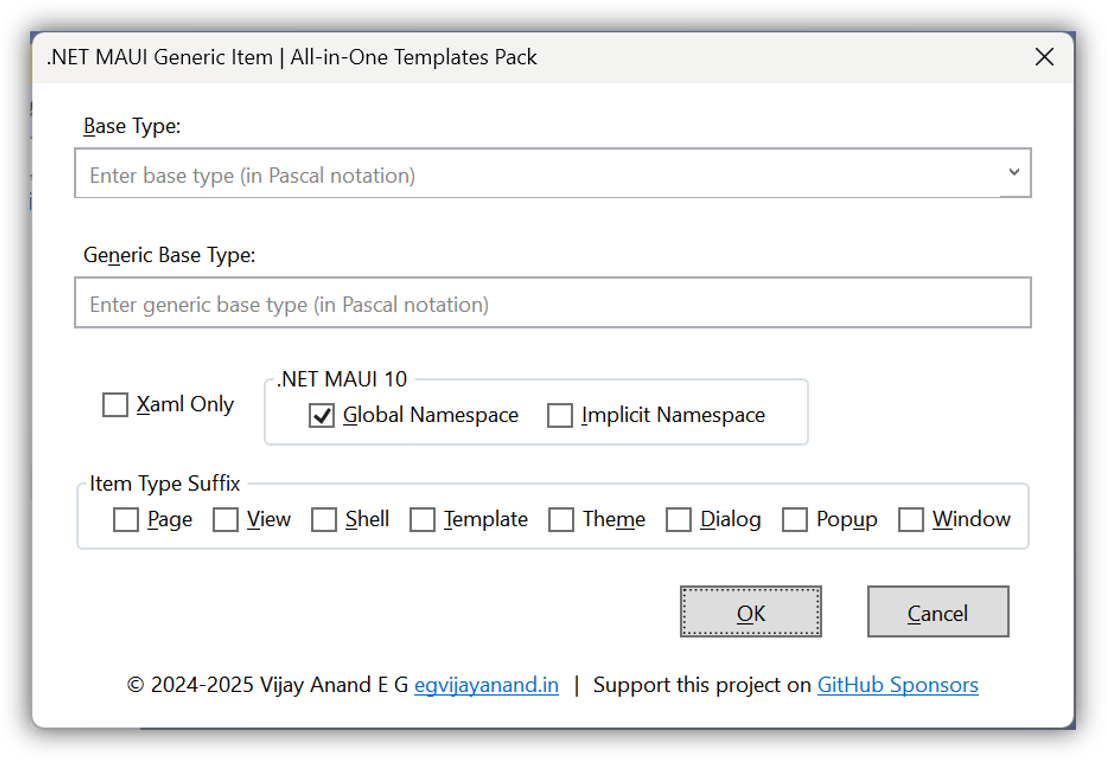 .NET MAUI Generic Item | All-in-One Templates Pack
Base Type:
Enter base type (in Pascal notation)
Generic Base Type:
Enter generic base type (in Pascal notation)
.NET MAUI 10
Xaml Only
Global Namespace Implicit Namespace
Item Type Suffix
Page View Shell Template Theme Dialog Popup Window
OK Cancel
© 2024-2025 Vijay Anand E G egvijayanand.in | Support this project on GitHub Sponsors